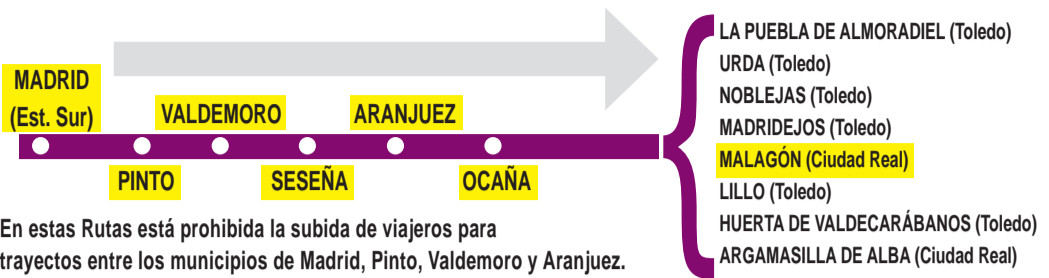 MADRID
(Est. Sur)
VALDEMORO
ARANJUEZ
PINTO
SESEÑA
OCAÑA
En estas Rutas está prohibida la subida de viajeros para
trayectos entre los municipios de Madrid, Pinto, Valdemoro y Aranjuez.
LA PUEBLA DE ALMORADIEL (Toledo)
URDA (Toledo)
NOBLEJAS (Toledo)
MADRIDEJOS (Toledo)
MALAGÓN (Ciudad Real)
LILLO (Toledo)
HUERTA DE VALDECARÁBANOS (Toledo)
ARGAMASILLA DE ALBA (Ciudad Real)